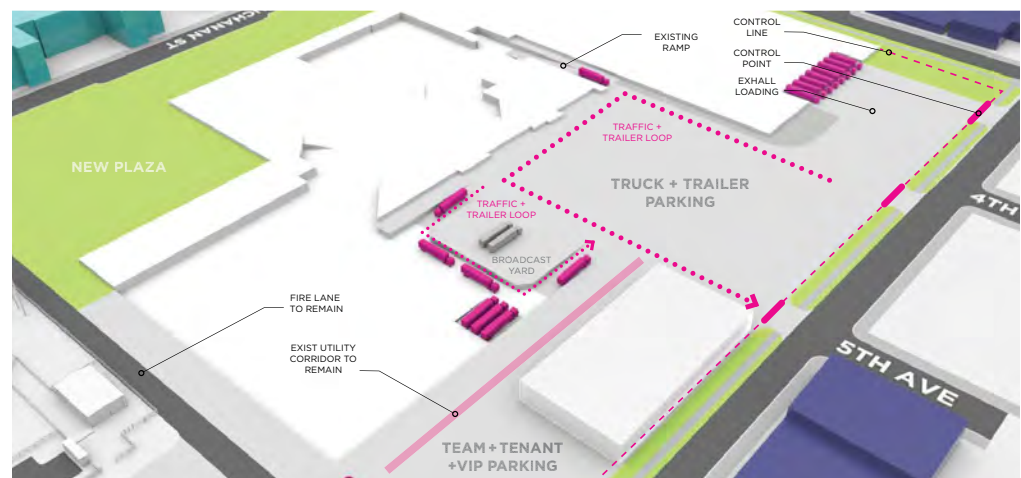 CHANAN ST
EXISTING
RAMP
CONTROL
LINE
CONTROL
POINT
EXHALL
LOADING
TRAFFIC +
TRAILER LOOP
NEW PLAZA
TRUCK + TRAILER
PARKING
4TH
TRAFFIC +
TRAILER LOOP
BROADCAST
YARD
FIRE LANE
TO REMAIN
EXIST UTILITY
CORRIDOR TO
REMAIN
5TH AVE
TEAM + TENANT
+VIP PARKING